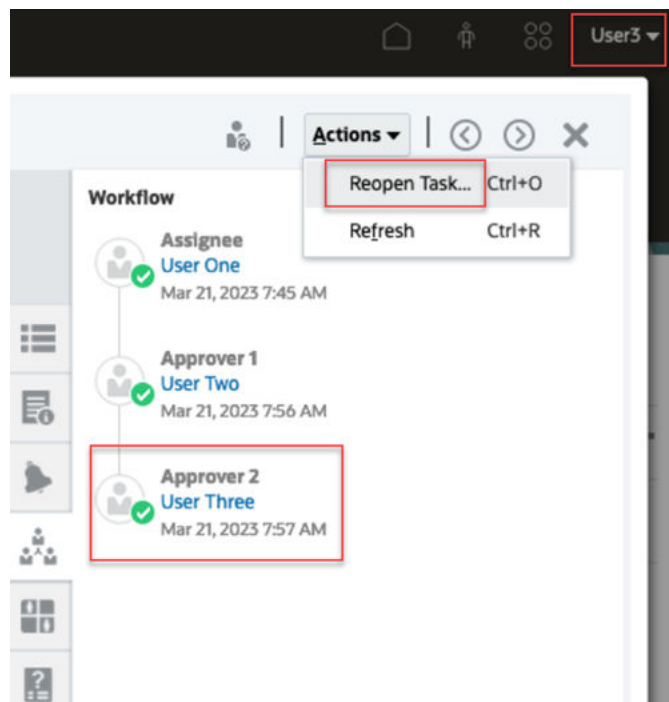 User3
Actions
Reopen Task... Ctrl+O
Refresh Ctrl+R
Workflow
Assignee
User One
Mar 21, 2023 7:45 AM
Approver 1
User Two
Mar 21, 2023 7:56 AM
Approver 2
User Three
Mar 21, 2023 7:57 AM